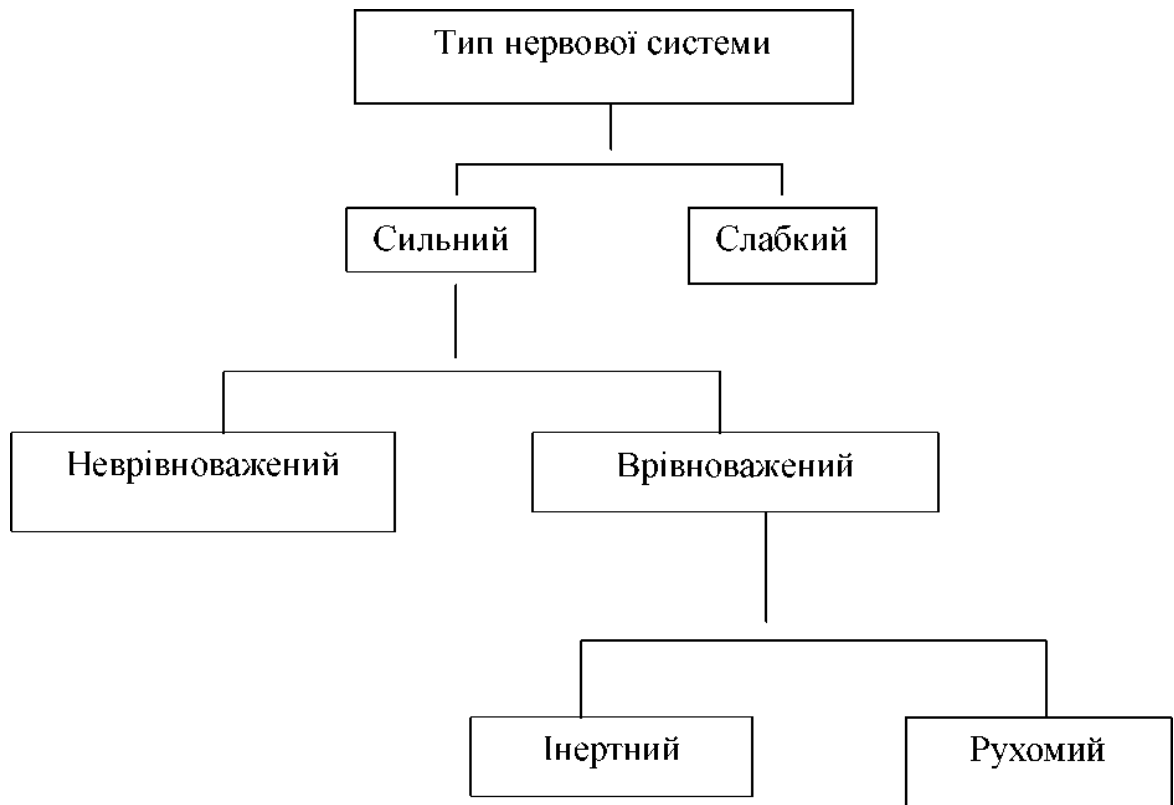 Тип нервової системи
Сильний
Слабкий
Неврівноважений
Врівноважений
Інертний
Рухомий